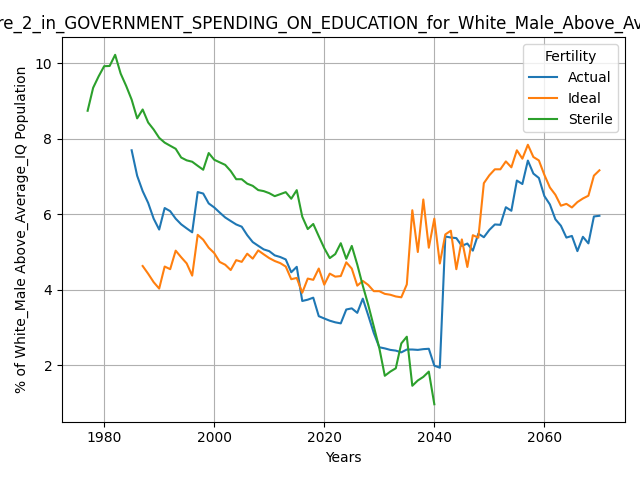 re_2_in_GOVERNMENT_SPENDING_ON_EDUCATION_for_White_Male_Above_Av
% of White_Male Above_Average_IQ Population
10
8
6
4
2
Fertility
Actual
Ideal
Sterile
1980 2000 2020 2040 2060
Years